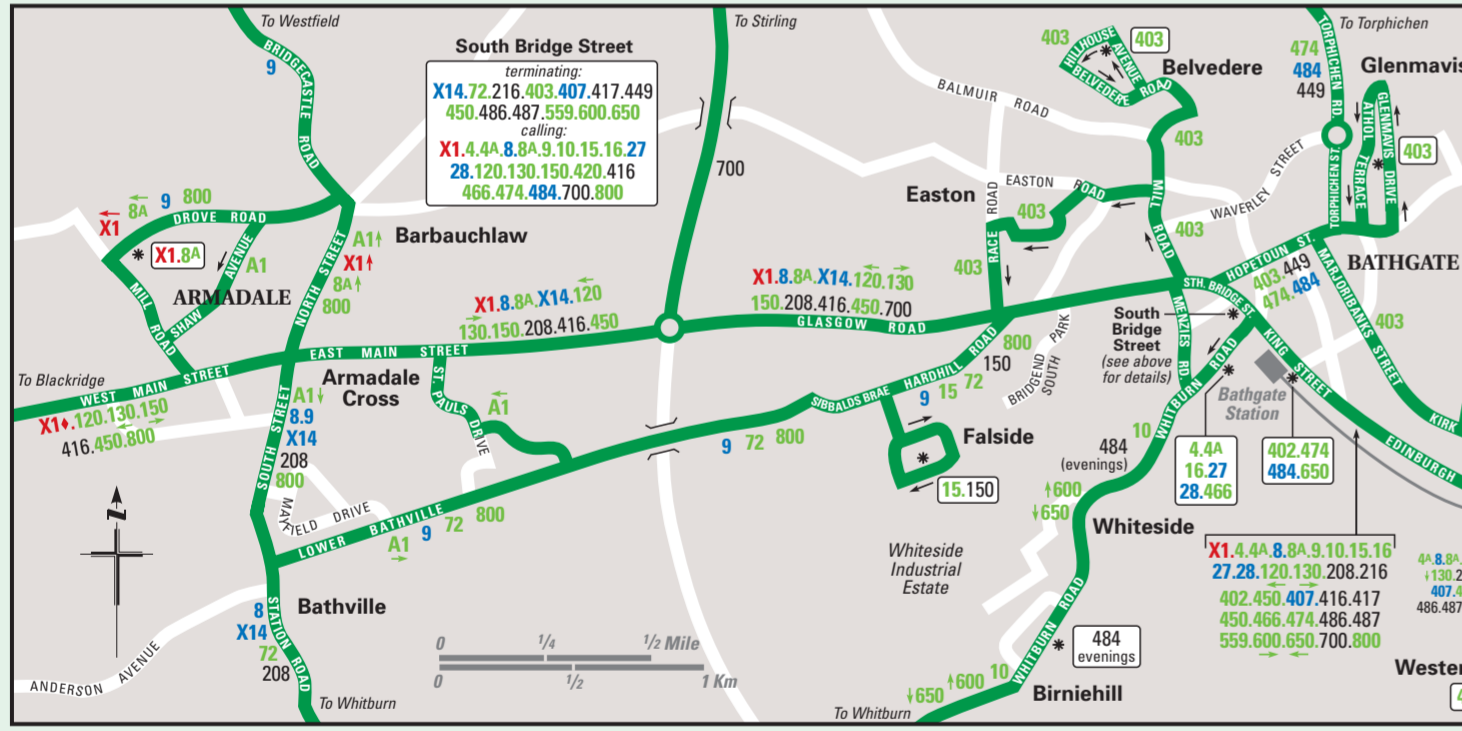 To Westfield
BRIDGECASTLE ROAD
9
South Bridge Street
terminating:
X14.72.216.403.407.417.449
450.486.487.559.600.650
calling:
X1.4.4A.8.8A.9.10.15.16.27
28.120.130.150.420.416
466.474.484.700.800
To Stirling
700
BALMUIR ROAD
403
HILLHOUSE AVENUE
BELVEDERE ROAD
403
Belvedere
403
To Torphichen
TORPHICHEN RD.
474
484
449
TORPHICHEN ST.
Glenmavis
ATHOL TERRACE
GLENMAVIS DRIVE
403
X1
8A
9
800
DROVE ROAD
X1.8A
A1
SHAW AVENUE
ARMADALE
MILL ROAD
Barbauchlaw
NORTH STREET
A1
X1
8A
800
Easton
RACE ROAD
EASTON ROAD
403
403
MILL ROAD
403
WAVERLEY STREET
HOPETOUN ST.
403.449
474.484
BATHGATE
MARJORIBANKS STREET
403
X1.8.8A.X14.120
130.150.208.416.450
X1.8.8A.X14.120.130
150.208.416.450.700
GLASGOW ROAD
EAST MAIN STREET
To Blackridge
WEST MAIN STREET
X1♦.120.130.150
416.450.800
Armadale
Cross
ST. PAULS DRIVE
A1
SOUTH STREET
A1
8.9
X14
208
800
MAYFIELD DRIVE
LOWER BATHVILLE
A1
9
72
800
9
72
800
SIBBALDS BRAE
HARDHILL ROAD
9
15
72
150
800
BRIDGEND
SOUTH PARK
Falside
15.150
STH. BRIDGE ST.
MENZIES RD.
South
Bridge
Street
(see above
for details)
KING STREET
Bathgate
Station
WHITBURN ROAD
4.4A
16.27
28.466
402.474
484.650
EDINBURGH
KIRK
10
484
(evenings)
600
650
Whiteside
Whiteside
Industrial
Estate
X1.4.4A.8.8A.9.10.15.16
27.28.120.130.208.216
402.450.407.416.417
450.466.474.486.487
559.600.650.700.800
4A.8.8A.
130.2
407.4
486.487
Wester
4
n
Bathville
8
X14
72
208
STATION ROAD
To Whitburn
ANDERSON AVENUE
0
1/4
1/2 Mile
0
1/2
1 Km
WHITBURN ROAD
484
evenings
10
600
650
Birniehill
To Whitburn